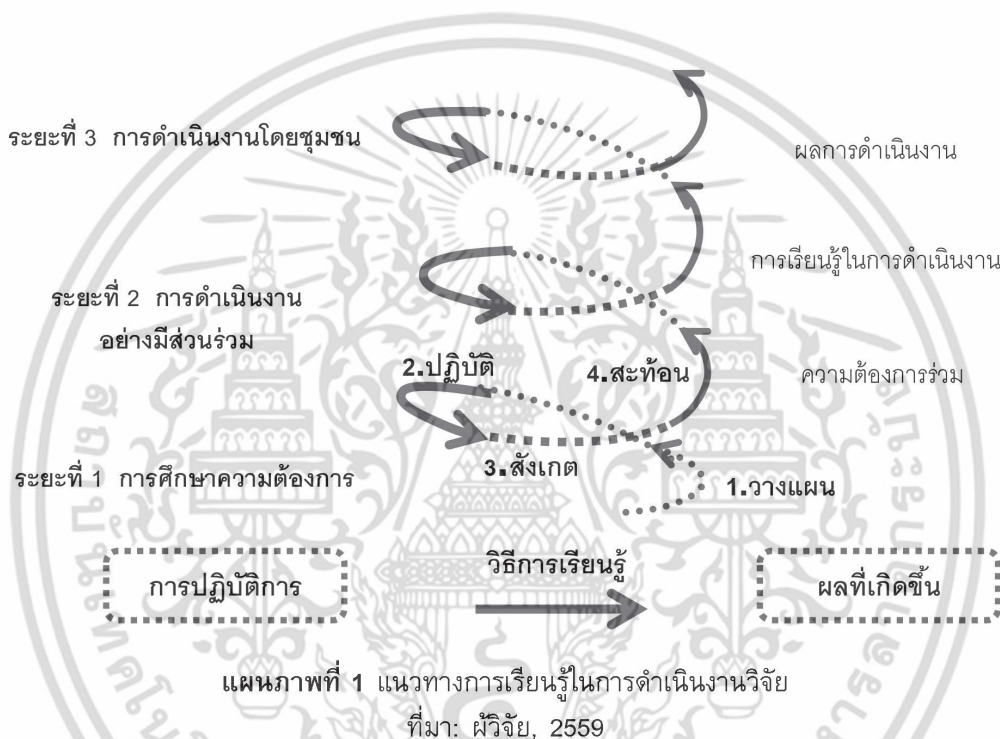 ระยะที่ 3 การดำเนินงานโดยชุมชน
ผลการดำเนินงาน
การเรียนรู้ในการดำเนินงาน
ระยะที่ 2 การดำเนินงาน
อย่างมีส่วนร่วม
2.ปฏิบัติ
4.สะท้อน
ความต้องการร่วม
3.สังเกต
ระยะที่ 1 การศึกษาความต้องการ
1.วางแผน
การปฏิบัติการ
วิธีการเรียนรู้
ผลที่เกิดขึ้น
แผนภาพที่ 1 แนวทางการเรียนรู้ในการดำเนินงานวิจัย
ที่มา: ผู้วิจัย, 2559